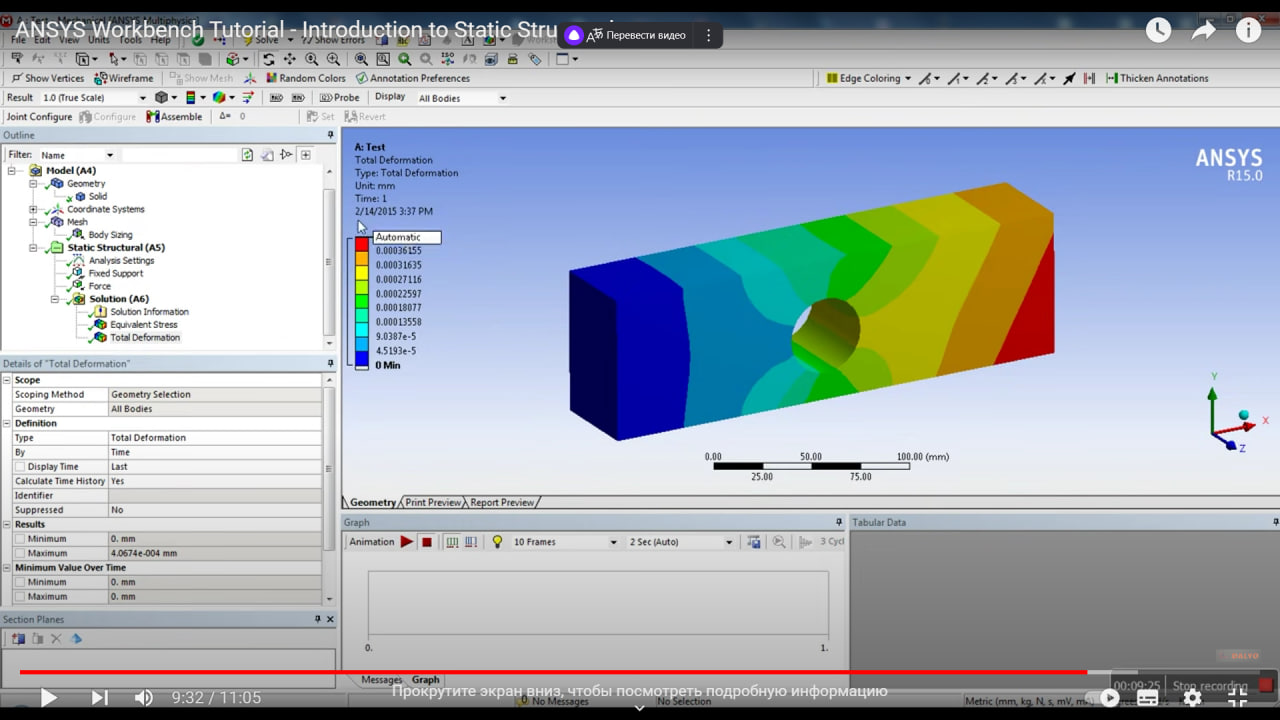 ANSYS Workbench Tutorial - Introduction to Static Stru
Перевести видео
File Edit View Units Tools Help Solve Show Errors
Show Vertices Wireframe Show Mesh Random Colors Annotation Preferences Edge Coloring Thicken Annotations
Result 1.0 (True Scale) Probe Display All Bodies
Joint Configure Configure Assemble Δ= 0 Set Revert
Outline
Filter: Name
Model (A4)
Geometry
Solid
Coordinate Systems
Mesh
Body Sizing
Static Structural (A5)
Analysis Settings
Fixed Support
Force
Solution (A6)
Solution Information
Equivalent Stress
Total Deformation
Details of "Total Deformation"
Scope
Scoping Method Geometry Selection
Geometry All Bodies
Definition
Type Total Deformation
By Time
Display Time Last
Calculate Time History Yes
Identifier
Suppressed No
Results
Minimum 0. mm
Maximum 4.0674e-004 mm
Minimum Value Over Time
Minimum 0. mm
Maximum 0. mm
Section Planes
A: Test
Total Deformation
Type: Total Deformation
Unit: mm
Time: 1
2/14/2015 3:37 PM
Automatic
0.00036155
0.00031635
0.00027116
0.00022597
0.00018077
0.00013558
9.0387e-5
4.5193e-5
0 Min
ANSYS
R15.0
0.00 50.00 100.00 (mm)
25.00 75.00
Y
X
Z
Geometry Print Preview Report Preview
Graph
Animation 10 Frames 2 Sec (Auto) 3 Cycl
0. 1.
Messages Graph
Tabular Data
9:32 / 11:05
Прокрутите экран вниз, чтобы посмотреть подробную информацию
No Messages No Selection Metric (mm, kg, N, s, mV, mA)
00:09:25 Stop recording